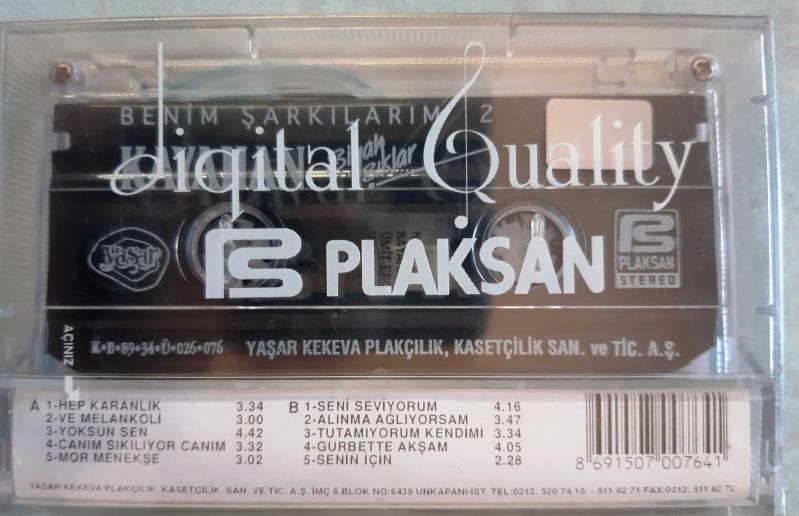 BENİM ŞARKILARIM 2
KAYAHAN Siyah Işıklar
Digital Quality
yaşar
PLAKSAN
PLAKSAN
STEREO
K•B•89•34•Ü•026•076 YAŞAR KEKEVA PLAKÇILIK, KASETÇİLİK SAN. ve TİC. A.Ş.
AÇINIZ
A 1-HEP KARANLIK 3.34
2-VE MELANKOLİ 3.00
3-YOKSUN SEN 4.42
4-CANIM SIKILIYOR CANIM 3.32
5-MOR MENEKŞE 3.02
B 1-SENİ SEVİYORUM 4.16
2-ALINMA AĞLIYORSAM 3.47
3-TUTAMIYORUM KENDİMİ 3.34
4-GURBETTE AKŞAM 4.05
5-SENİN İÇİN 2.28
8 691507 007641
YAŞAR KEKEVA PLAKÇILIK KASETÇİLİK. SAN. VE TİC. A.Ş. İMÇ 6.BLOK NO:6439 UNKAPANI-İST. TEL:0212. 520 74 10 - 511 82 71 FAX:0212. 511 82 72